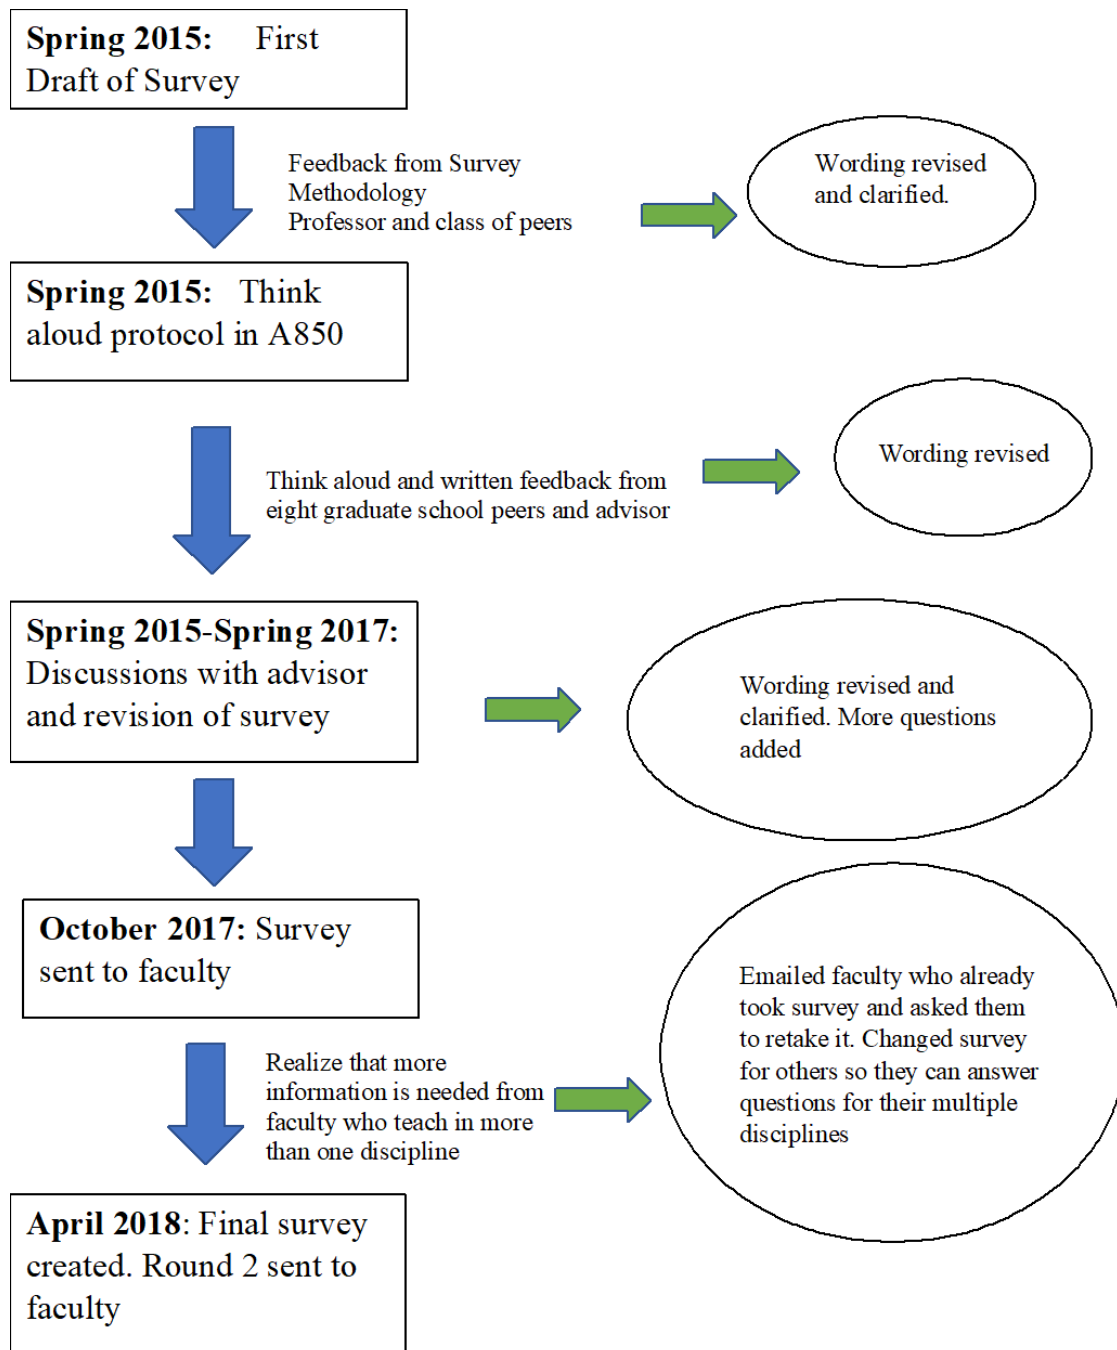 Spring 2015: First
Draft of Survey
Feedback from Survey
Methodology
Professor and class of peers
Wording revised
and clarified.
Spring 2015: Think
aloud protocol in A850
Think aloud and written feedback from
eight graduate school peers and advisor
Wording revised
Spring 2015-Spring 2017:
Discussions with advisor
and revision of survey
Wording revised and
clarified. More questions
added
October 2017: Survey
sent to faculty
Realize that more
information is needed from
faculty who teach in more
than one discipline
Emailed faculty who already
took survey and asked them
to retake it. Changed survey
for others so they can answer
questions for their multiple
disciplines
April 2018: Final survey
created. Round 2 sent to
faculty